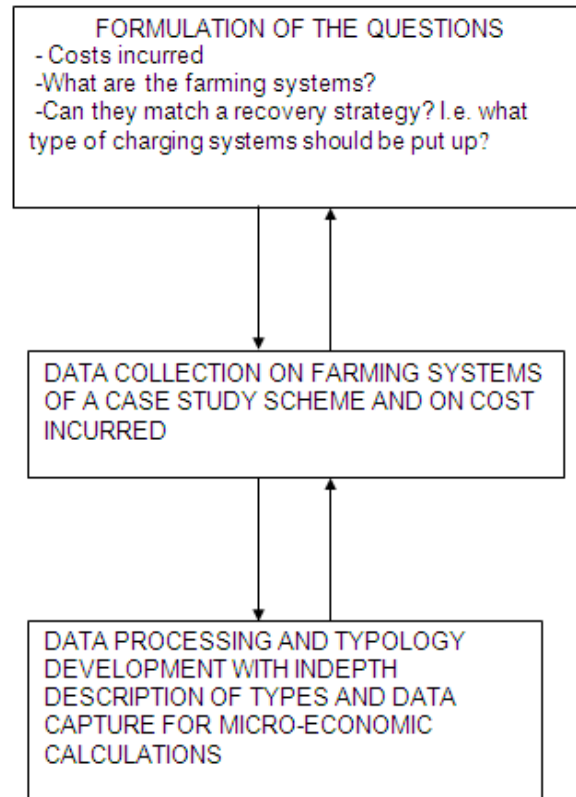 FORMULATION OF THE QUESTIONS
- Costs incurred
-What are the farming systems?
-Can they match a recovery strategy? I.e. what
type of charging systems should be put up?
DATA COLLECTION ON FARMING SYSTEMS
OF A CASE STUDY SCHEME AND ON COST
INCURRED
DATA PROCESSING AND TYPOLOGY
DEVELOPMENT WITH INDEPTH
DESCRIPTION OF TYPES AND DATA
CAPTURE FOR MICRO-ECONOMIC
CALCULATIONS